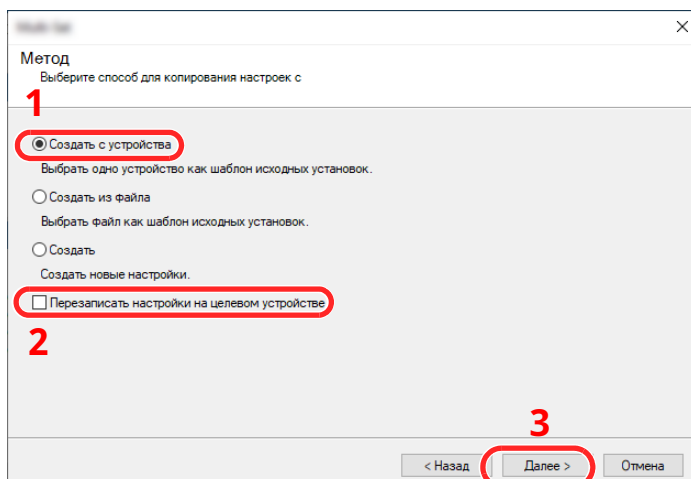 Метод
Выберите способ для копирования настроек с
1
Создать с устройства
Выбрать одно устройство как шаблон исходных установок.
Создать из файла
Выбрать файл как шаблон исходных установок.
Создать
Создать новые настройки.
Перезаписать настройки на целевом устройстве
2
3
< Назад
Далее >
Отмена